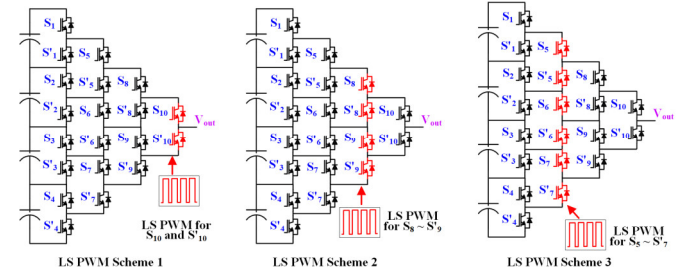 S1
S'1
S5
S2
S'5
S8
S'2
S6
S'8
S10
Vout
S3
S'6
S9
S'10
S'3
S7
S'9
S4
S'7
S'4
LS PWM for
S10 and S'10
LS PWM Scheme 1
S1
S'1
S5
S2
S'5
S8
S'2
S6
S'8
S10
Vout
S3
S'6
S9
S'10
S'3
S7
S'9
S4
S'7
S'4
LS PWM
for S8 ~ S'9
LS PWM Scheme 2
S1
S'1
S5
S2
S'5
S8
S'2
S6
S'8
S10
Vout
S3
S'6
S9
S'10
S'3
S7
S'9
S4
S'7
S'4
LS PWM
for S5 ~ S'7
LS PWM Scheme 3